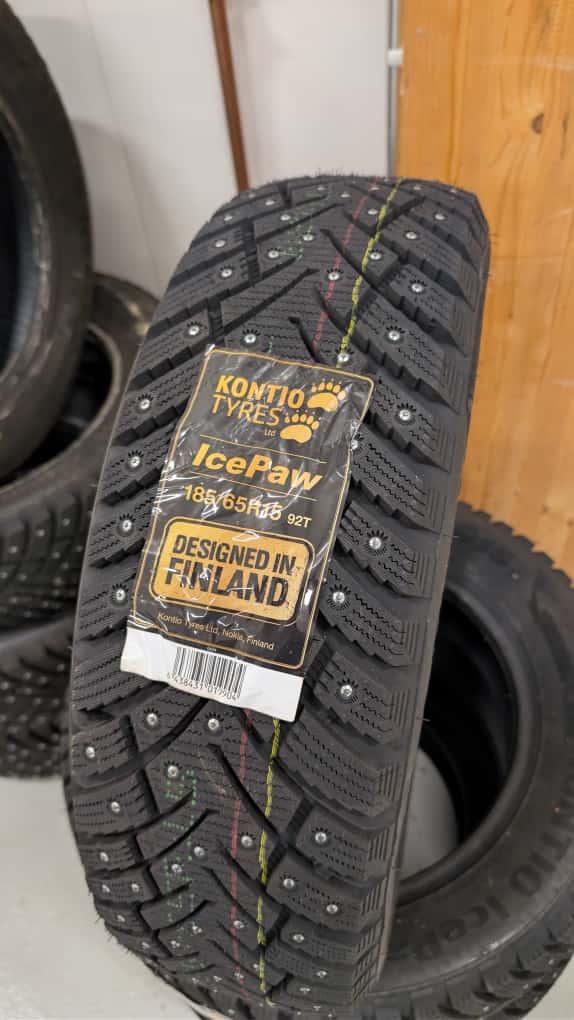 KONTIO
TYRES
Ltd
IcePaw
185/65R15 92T
DESIGNED IN
FINLAND
Kontio Tyres Ltd, Nokia, Finland